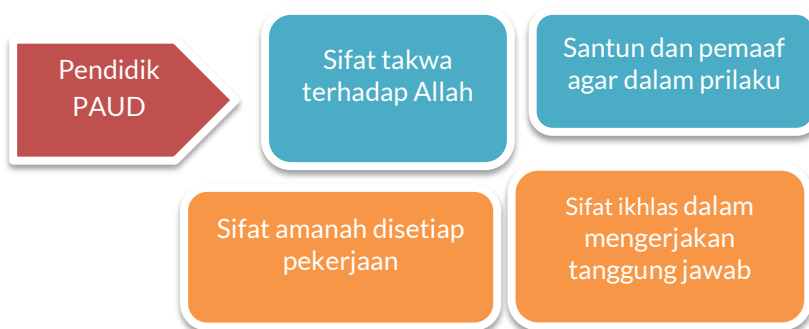 Pendidik
PAUD
Sifat takwa
terhadap Allah
Santun dan pemaaf
agar dalam prilaku
Sifat amanah disetiap
pekerjaan
Sifat ikhlas dalam
mengerjakan
tanggung jawab